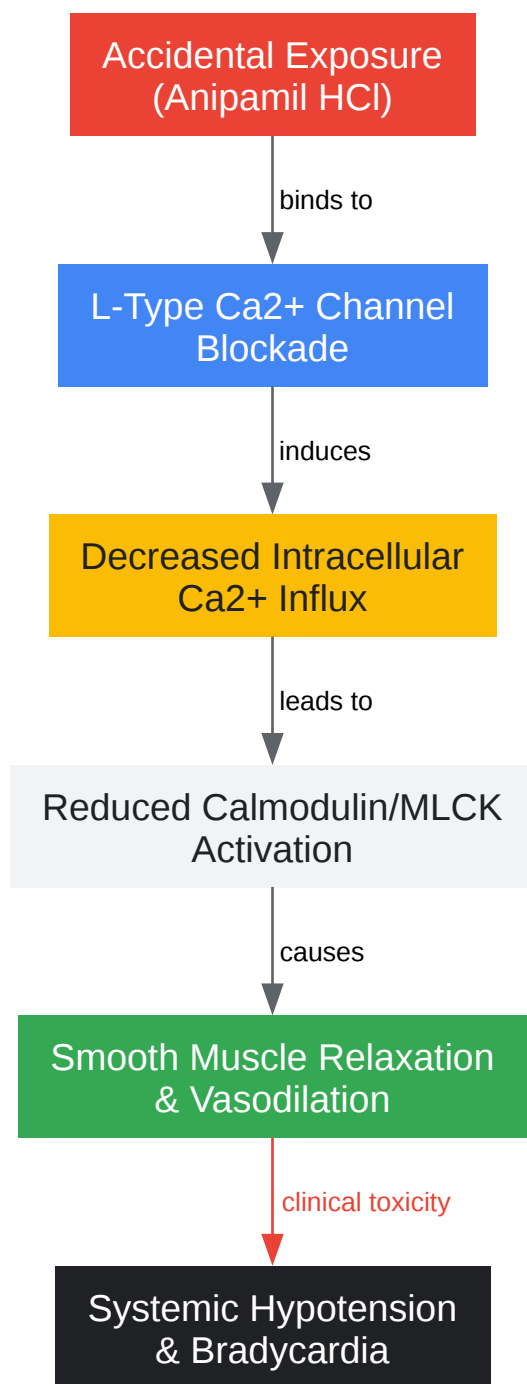 Accidental Exposure
(Anipamil HCl)
binds to
L-Type Ca2+ Channel
Blockade
induces
Decreased Intracellular
Ca2+ Influx
leads to
Reduced Calmodulin/MLCK
Activation
causes
Smooth Muscle Relaxation
& Vasodilation
clinical toxicity
Systemic Hypotension
& Bradycardia